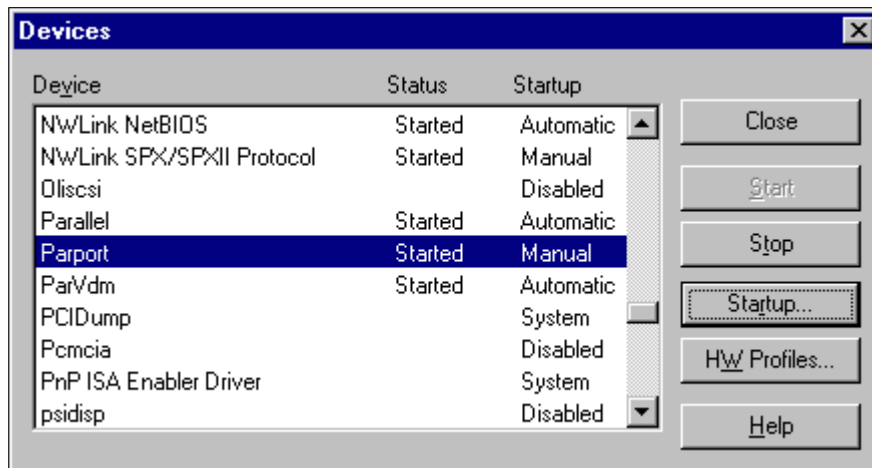 Devices
Device Status Startup
NWLink NetBIOS Started Automatic
NWLink SPX/SPXII Protocol Started Manual
Oliscsi Disabled
Parallel Started Automatic
Parport Started Manual
ParVdm Started Automatic
PCIDump System
Pcmcia Disabled
PnP ISA Enabler Driver System
psidisp Disabled
Close
Start
Stop
Startup...
HW Profiles...
Help